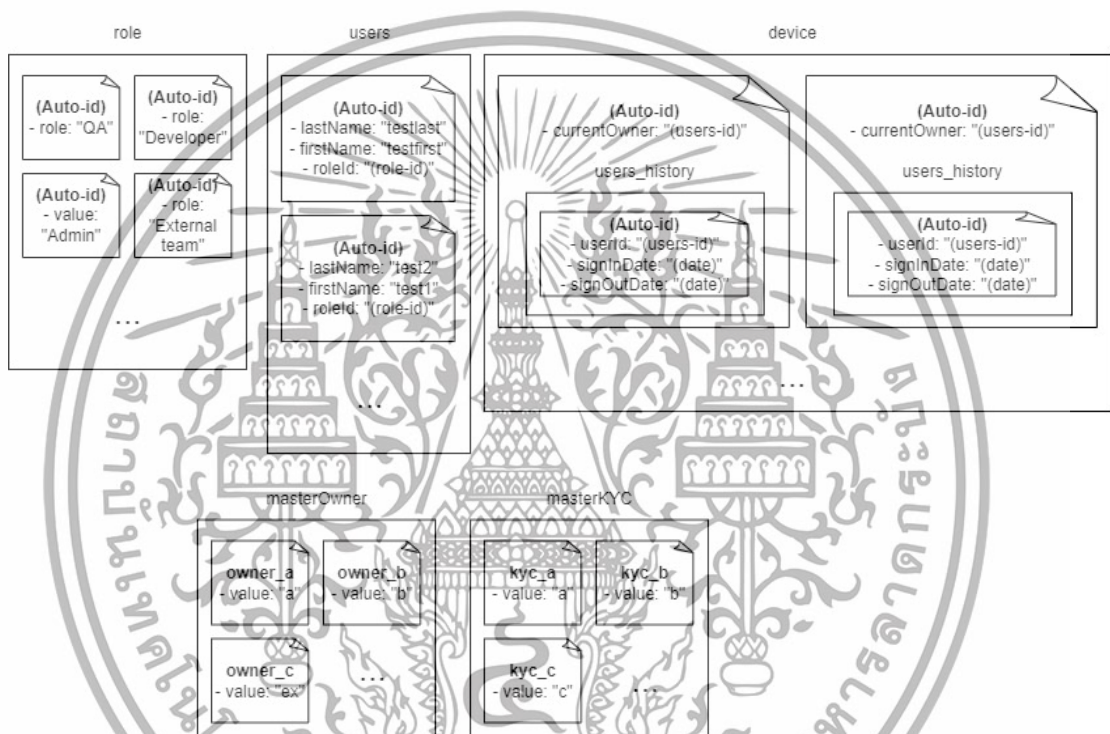 role
(Auto-id)
- role: "QA"
(Auto-id)
- role:
"Developer"
(Auto-id)
- value:
"Admin"
(Auto-id)
- role:
"External
team"
...
users
(Auto-id)
- lastName: "testlast"
- firstName: "testfirst"
- roleId: "(role-id)
(Auto-id)
- lastName: "test2"
- firstName: "test1"
- roleId: "(role-id)
...
device
(Auto-id)
- currentOwner: "(users-id)"
users_history
(Auto-id)
- userId: "(users-id)"
- signInDate: "(date)"
- signOutDate: "(date)"
(Auto-id)
- currentOwner: "(users-id)"
users_history
(Auto-id)
- userId: "(users-id)"
- signInDate: "(date)"
- signOutDate: "(date)"
...
masterOwner
owner_a
- value: "a"
owner_b
- value: "b"
owner_c
- value: "ex"
...
masterKYC
kyc_a
- value: "a"
kyc_b
- value: "b"
kyc_c
- value: "c"
...